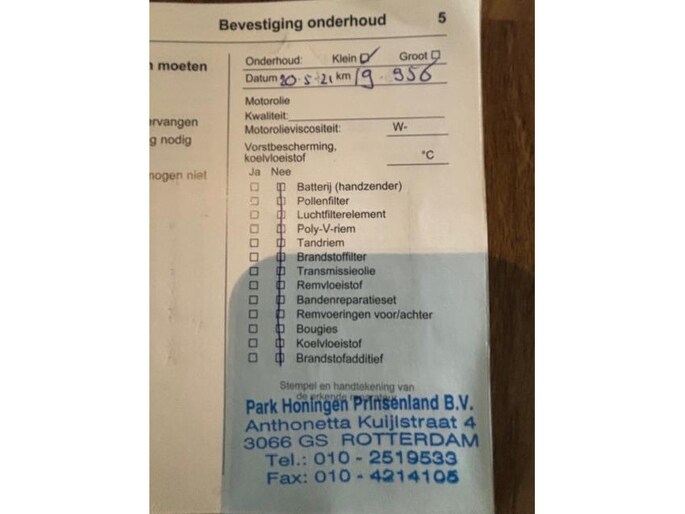 Bevestiging onderhoud 5
moeten
rvangen
g nodig
nogen niet
Onderhoud: Klein Groot
Datum 20-5-21 km 19.956
Motorolie
Kwaliteit:
Motorolieviscositeit: W-
Vorstbescherming,
koelvloeistof °C
Ja Nee
Batterij (handzender)
Pollenfilter
Luchtfilterelement
Poly-V-riem
Tandriem
Brandstoffilter
Transmissieolie
Remvloeistof
Bandenreparatieset
Remvoeringen voor/achter
Bougies
Koelvloeistof
Brandstofadditief
Stempel en handtekening van
de erkende reparateur
Park Honingen Prinsenland B.V.
Anthonetta Kuijlstraat 4
3066 GS ROTTERDAM
Tel.: 010 - 2519533
Fax: 010 - 4214105